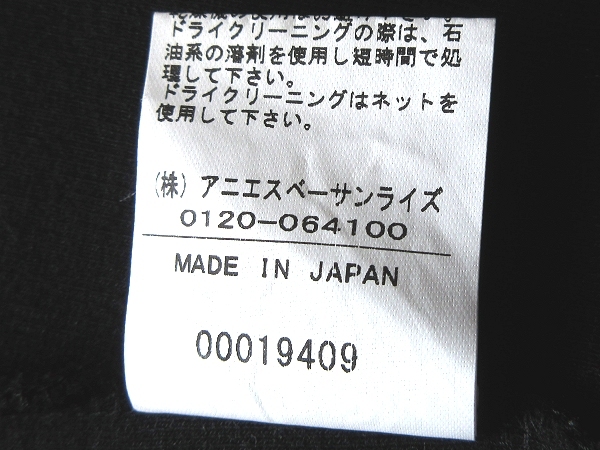 ドライクリーニングの際は、石
油系の溶剤を使用し短時間で処
理して下さい。
ドライクリーニングはネットを
使用して下さい。
(株) アニエスベーサンライズ
0120-064100
MADE IN JAPAN
00019409